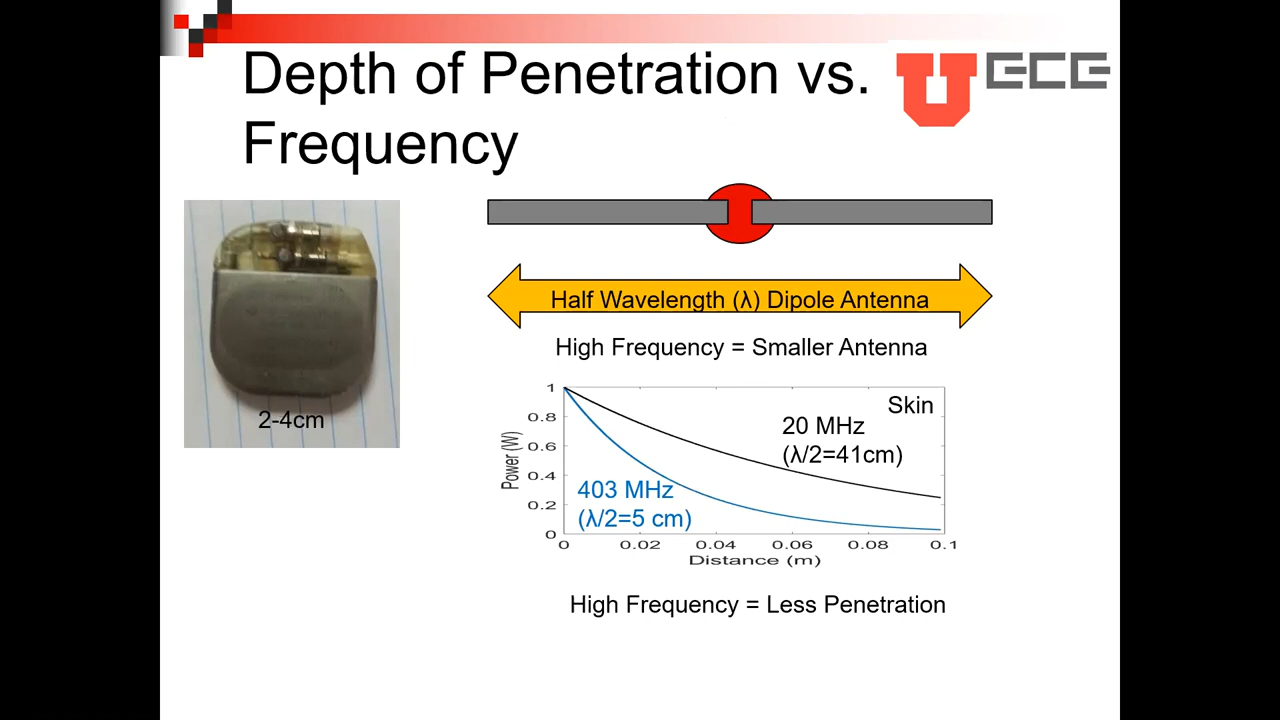 Depth of Penetration vs.
Frequency
U ECE
2-4cm
Half Wavelength (λ) Dipole Antenna
High Frequency = Smaller Antenna
Skin
20 MHz
(λ/2=41cm)
403 MHz
(λ/2=5 cm)
Power (W)
1
0.8
0.6
0.4
0.2
0
0 0.02 0.04 0.06 0.08 0.1
Distance (m)
High Frequency = Less Penetration